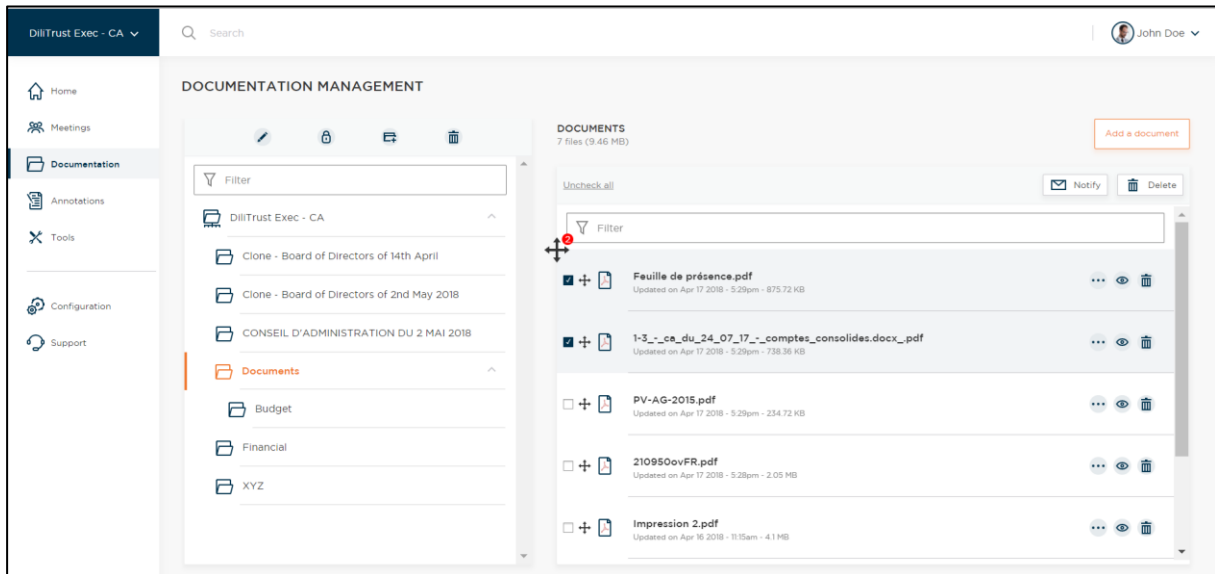 DiliTrust Exec - CA
Search
John Doe
Home
Meetings
Documentation
Annotations
Tools
Configuration
Support
DOCUMENTATION MANAGEMENT
Filter
DiliTrust Exec - CA
Clone - Board of Directors of 14th April
Clone - Board of Directors of 2nd May 2018
CONSEIL D'ADMINISTRATION DU 2 MAI 2018
Documents
Budget
Financial
XYZ
DOCUMENTS
7 files (9.46 MB)
Add a document
Uncheck all
Notify
Delete
Filter
2
Feuille de présence.pdf
Updated on Apr 17 2018 - 5:29pm - 875.72 KB
1-3_-_ca_du_24_07_17_-_comptes_consolides.docx_.pdf
Updated on Apr 17 2018 - 5:29pm - 738.36 KB
PV-AG-2015.pdf
Updated on Apr 17 2018 - 5:29pm - 234.72 KB
210950ovFR.pdf
Updated on Apr 17 2018 - 5:28pm - 2.05 MB
Impression 2.pdf
Updated on Apr 16 2018 - 11:15am - 4.1 MB